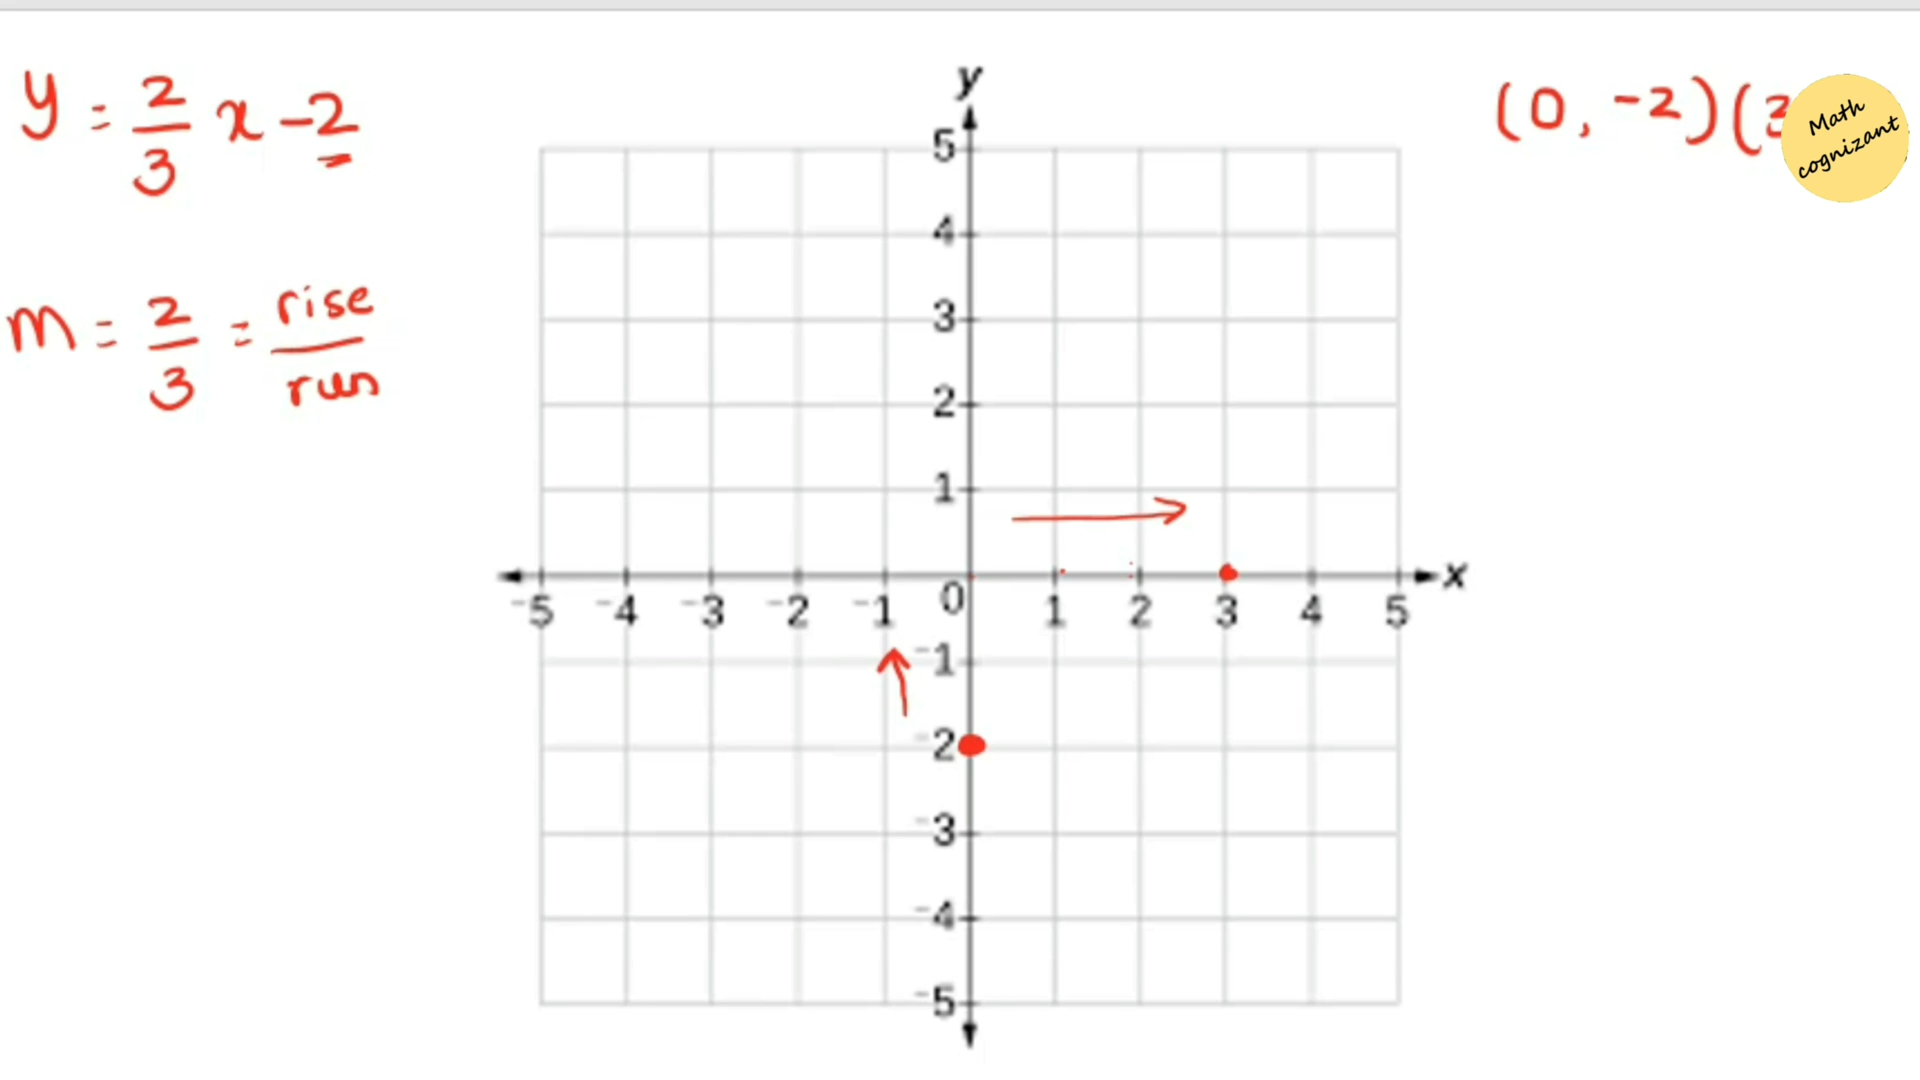 y = 2/3 x - 2
(0, -2) (3
Math cognizant
m = 2/3 = rise/run
y
5
4
3
2
1
x
-5 -4 -3 -2 -1 0 1 2 3 4 5
-1
-2
-3
-4
-5